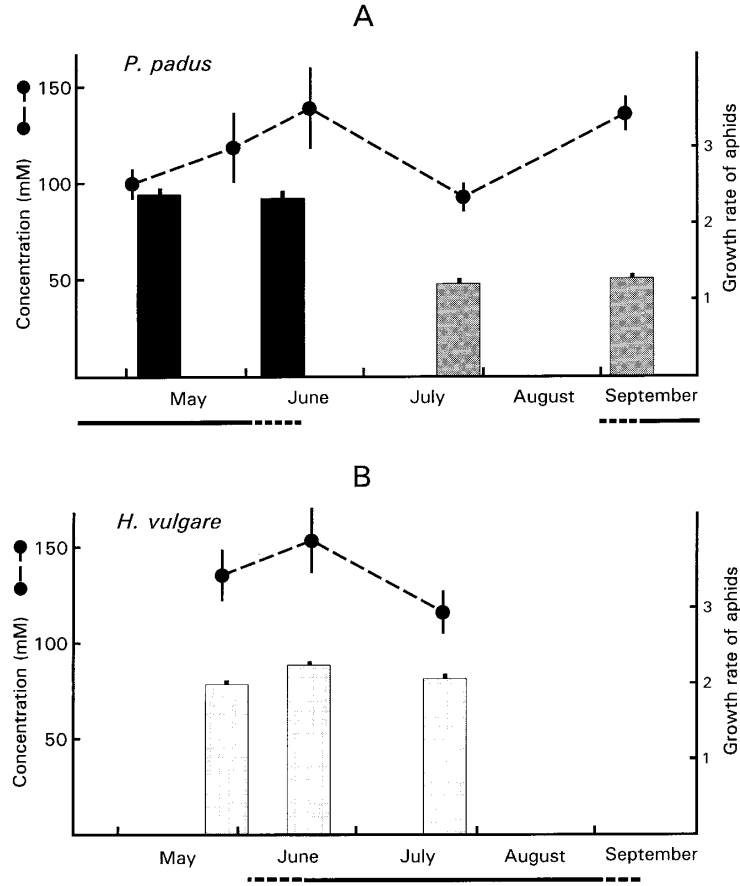 A
P. padus
150
100
50
Concentration (mM)
3
2
1
Growth rate of aphids
May
June
July
August
September
B
H. vulgare
150
100
50
Concentration (mM)
3
2
1
Growth rate of aphids
May
June
July
August
September